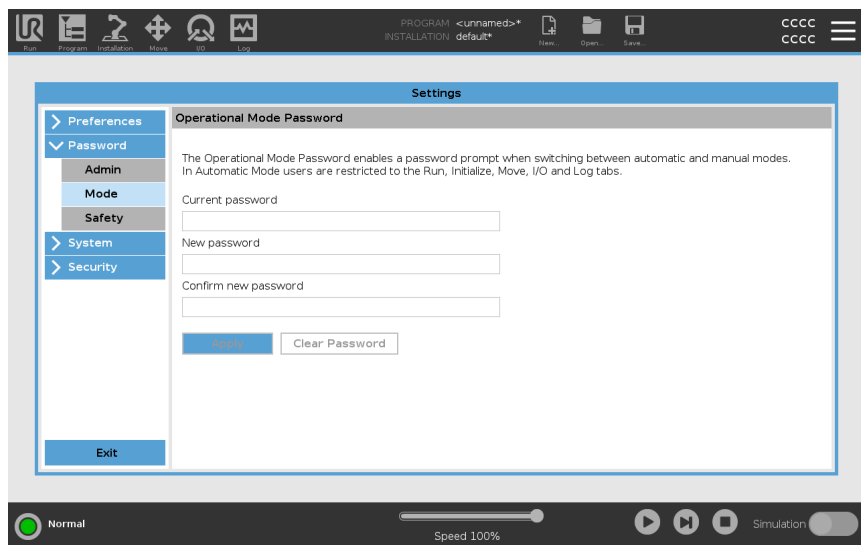 PROGRAM <unnamed>*
INSTALLATION default*
CCCC
CCCC
Run
Program
Installation
Move
I/O
Log
New...
Open...
Save...
Settings
Preferences
Password
Admin
Mode
Safety
System
Security
Exit
Operational Mode Password
The Operational Mode Password enables a password prompt when switching between automatic and manual modes.
In Automatic Mode users are restricted to the Run, Initialize, Move, I/O and Log tabs.
Current password
New password
Confirm new password
Apply
Clear Password
Normal
Speed 100%
Simulation